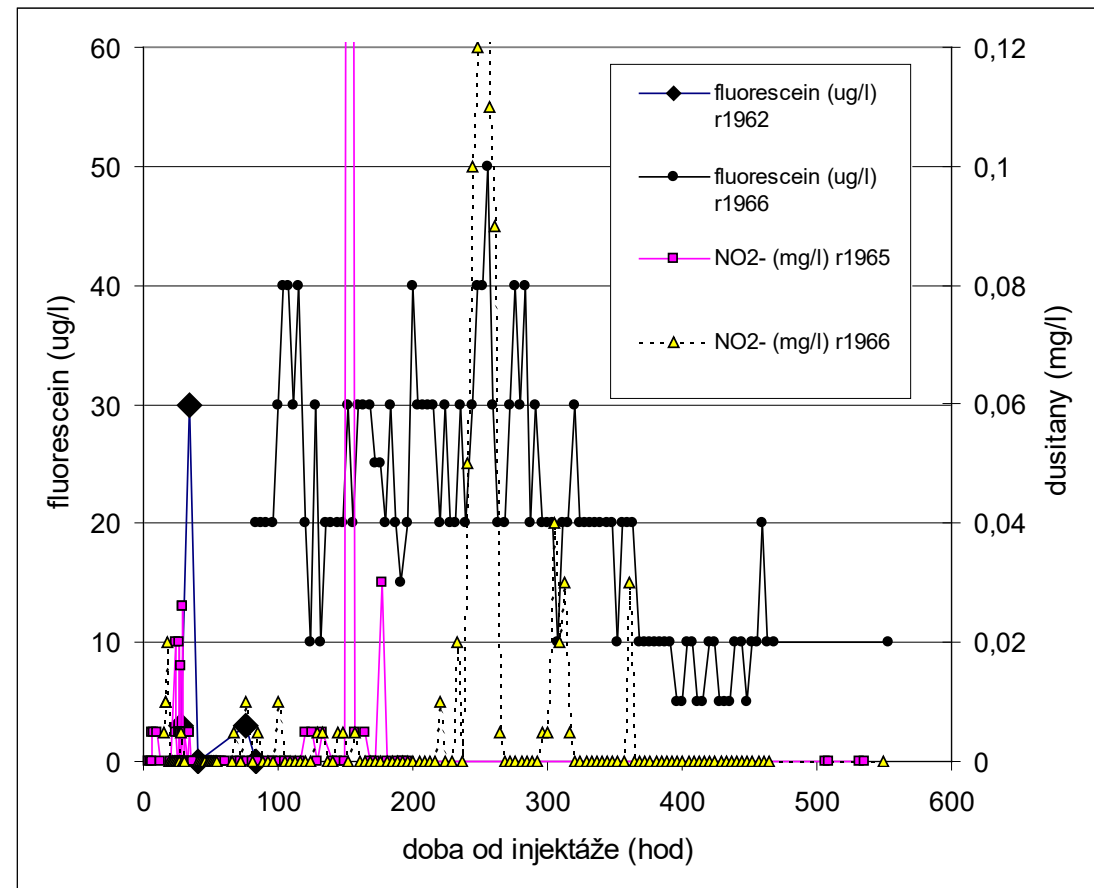 60
50
40
30
20
10
0
fluorescein (ug/l)
0,12
0,1
0,08
0,06
0,04
0,02
0
dusitany (mg/l)
fluorescein (ug/l)
r1962
fluorescein (ug/l)
r1966
NO2- (mg/l) r1965
NO2- (mg/l) r1966
0 100 200 300 400 500 600
doba od injektáže (hod)